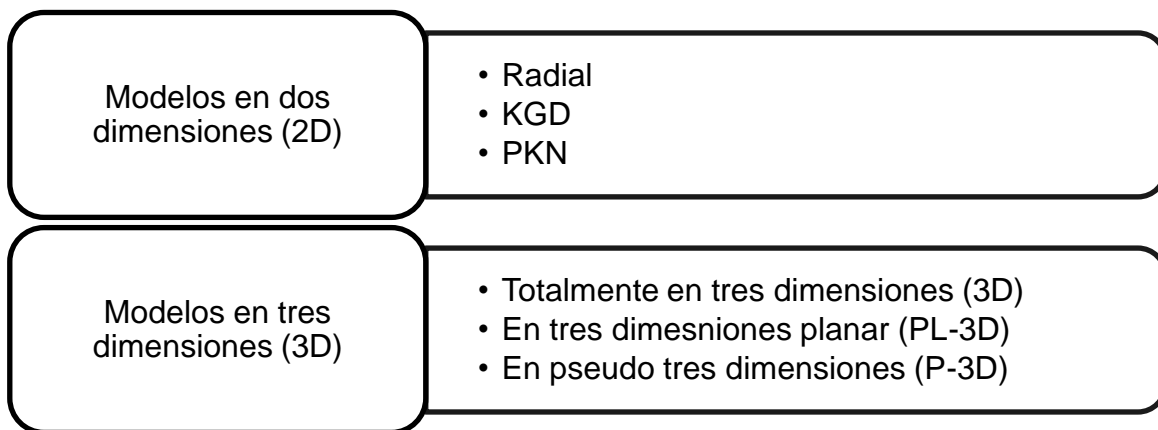 Modelos en dos
dimensiones (2D)
• Radial
• KGD
• PKN
Modelos en tres
dimensiones (3D)
• Totalmente en tres dimensiones (3D)
• En tres dimesniones planar (PL-3D)
• En pseudo tres dimensiones (P-3D)